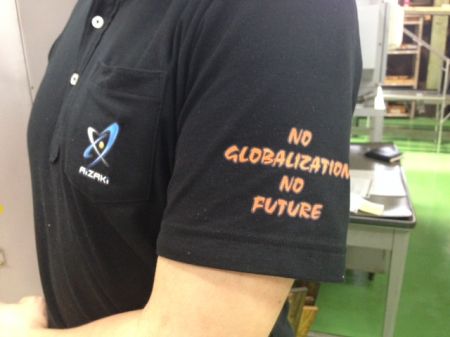 AiZAKi
NO
GLOBALIZATION
NO
FUTURE